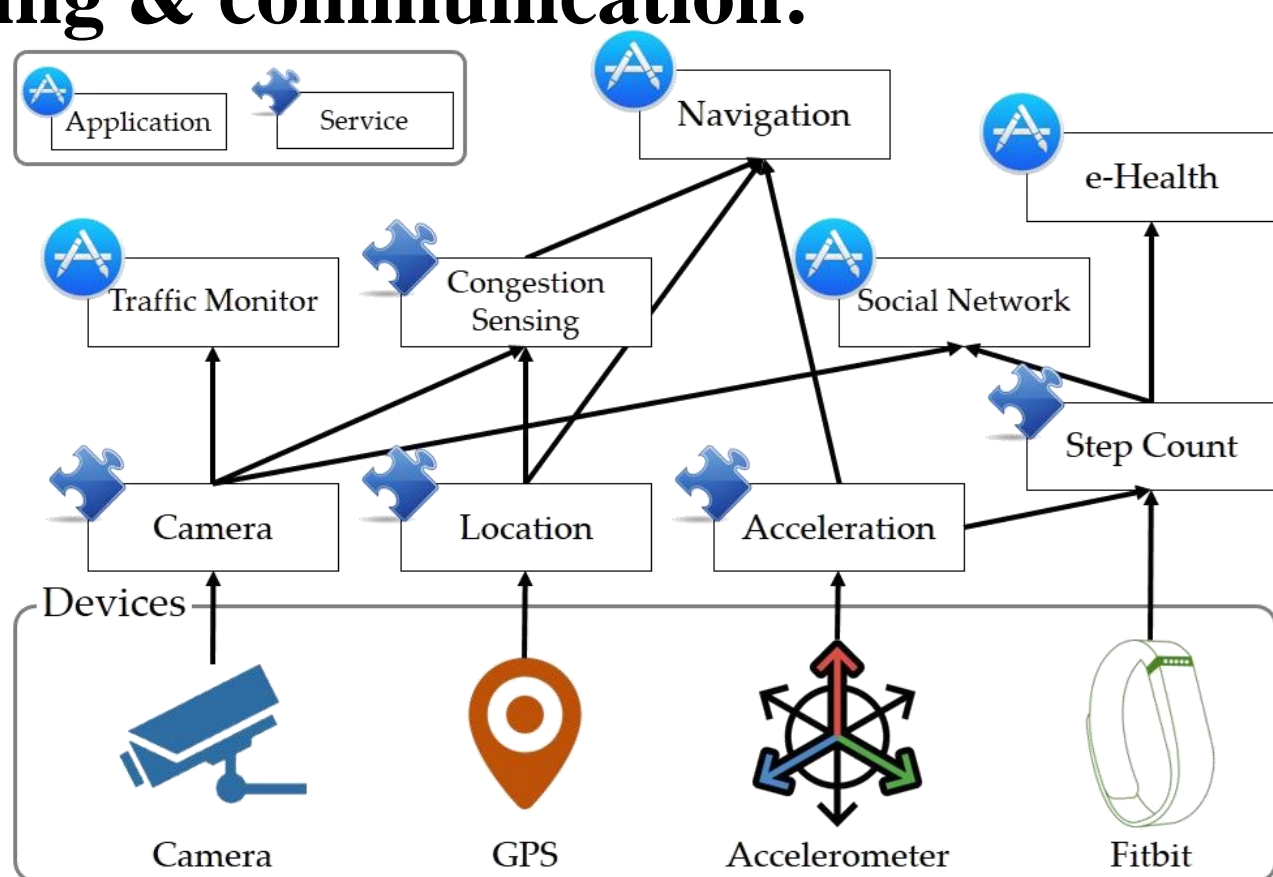 ing & communication:
Application
Service
Navigation
e-Health
Traffic Monitor
Congestion
Sensing
Social Network
Step Count
Camera
Location
Acceleration
Devices
Camera
GPS
Accelerometer
Fitbit